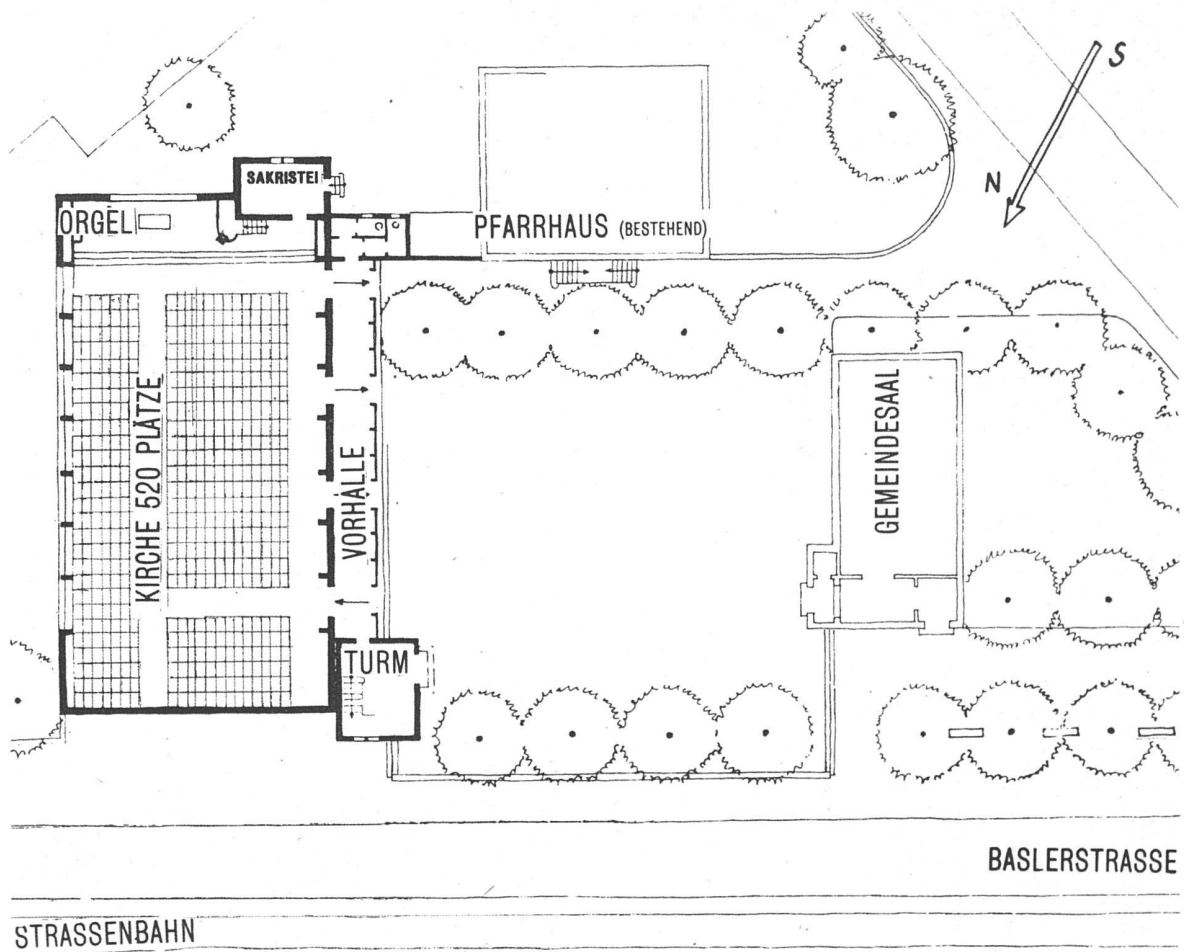 S
N
SAKRISTEI
ORGEL
PFARRHAUS (BESTEHEND)
KIRCHE 520 PLÄTZE
VORHALLE
GEMEINDESAAL
TURM
BASLERSTRASSE
STRASSENBAHN